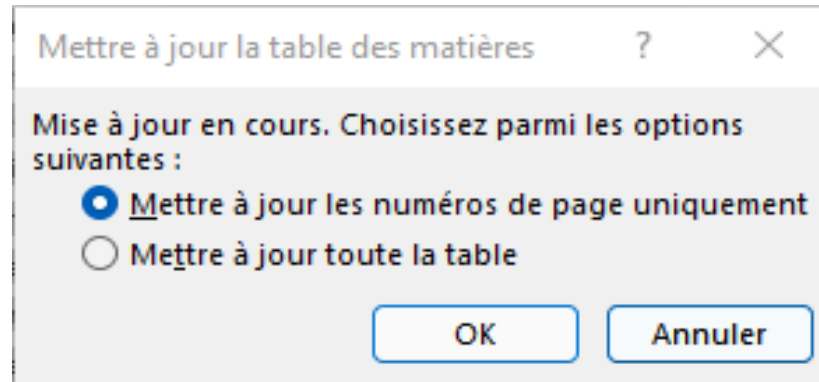 Mettre à jour la table des matières ?
Mise à jour en cours. Choisissez parmi les options
suivantes :
Mettre à jour les numéros de page uniquement
Mettre à jour toute la table
OK Annuler